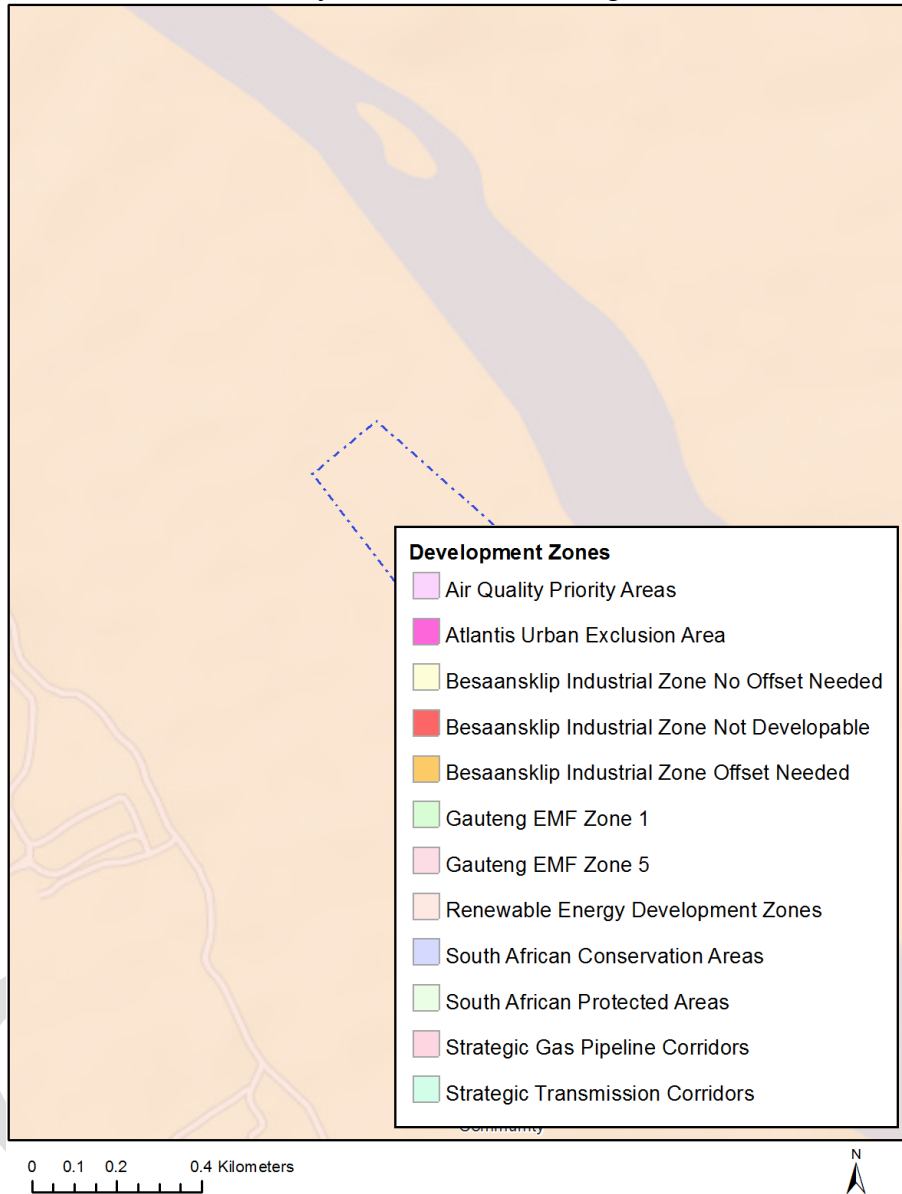 Development Zones
Air Quality Priority Areas
Atlantis Urban Exclusion Area
Besaansklip Industrial Zone No Offset Needed
Besaansklip Industrial Zone Not Developable
Besaansklip Industrial Zone Offset Needed
Gauteng EMF Zone 1
Gauteng EMF Zone 5
Renewable Energy Development Zones
South African Conservation Areas
South African Protected Areas
Strategic Gas Pipeline Corridors
Strategic Transmission Corridors
Community
0 0.1 0.2 0.4 Kilometers
N